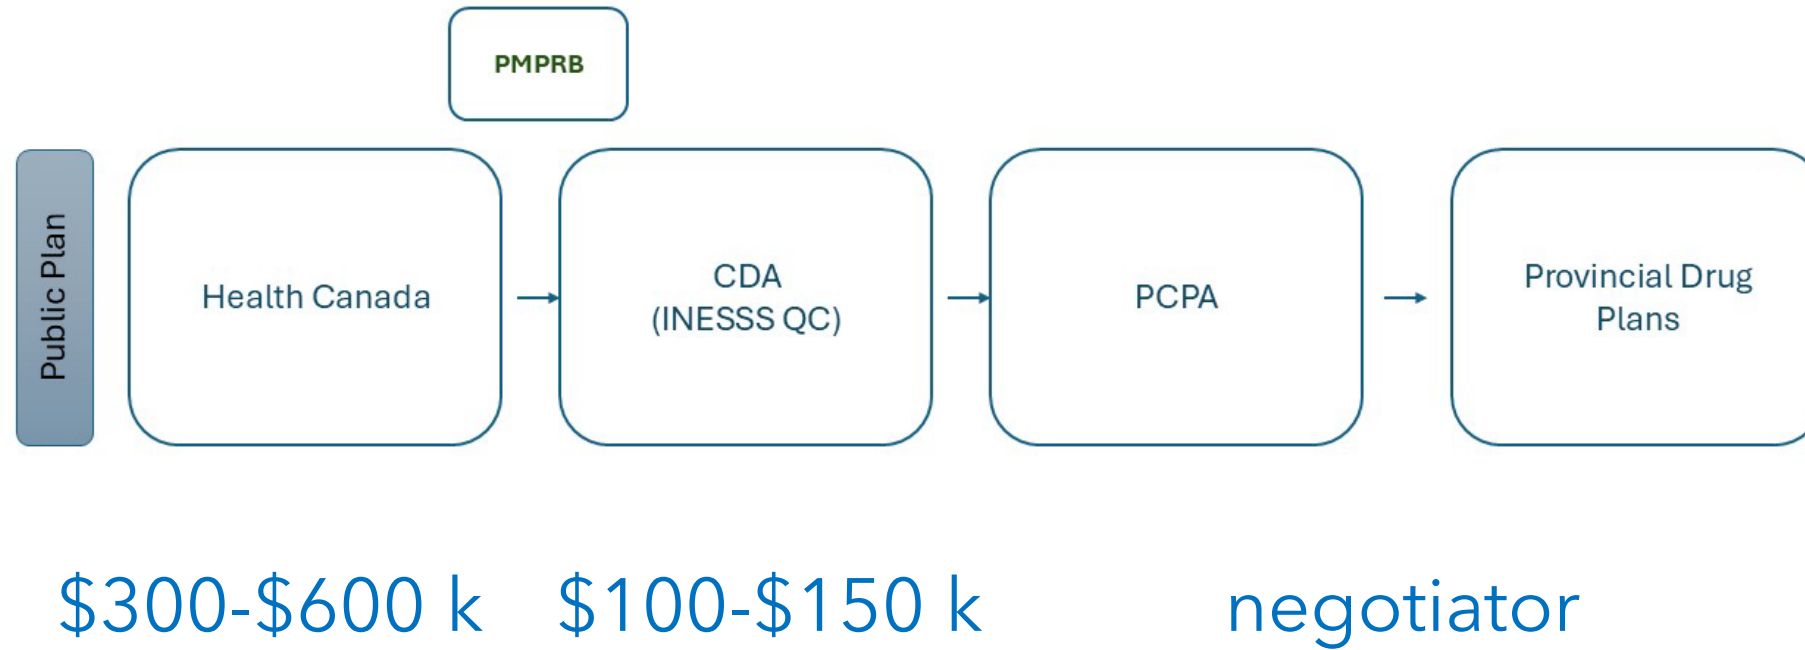 PMPRB
Public Plan
Health Canada
CDA
(INESSS QC)
PCPA
Provincial Drug
Plans
$300-$600 k
$100-$150 k
negotiator